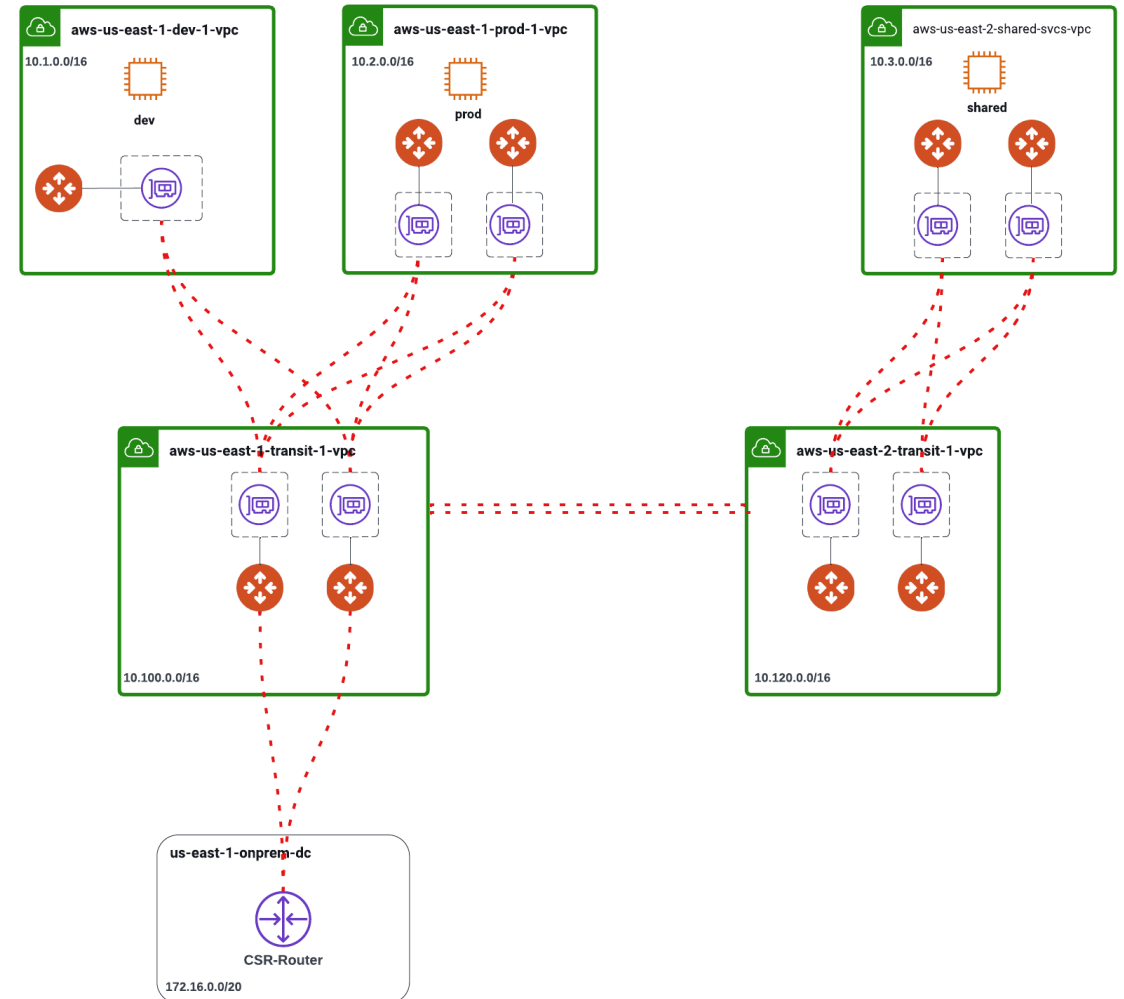 aws-us-east-1-dev-1-vpc
10.1.0.0/16
dev
aws-us-east-1-prod-1-vpc
10.2.0.0/16
prod
aws-us-east-2-shared-svcs-vpc
10.3.0.0/16
shared
aws-us-east-1-transit-1-vpc
10.100.0.0/16
aws-us-east-2-transit-1-vpc
10.120.0.0/16
us-east-1-onprem-dc
CSR-Router
172.16.0.0/20